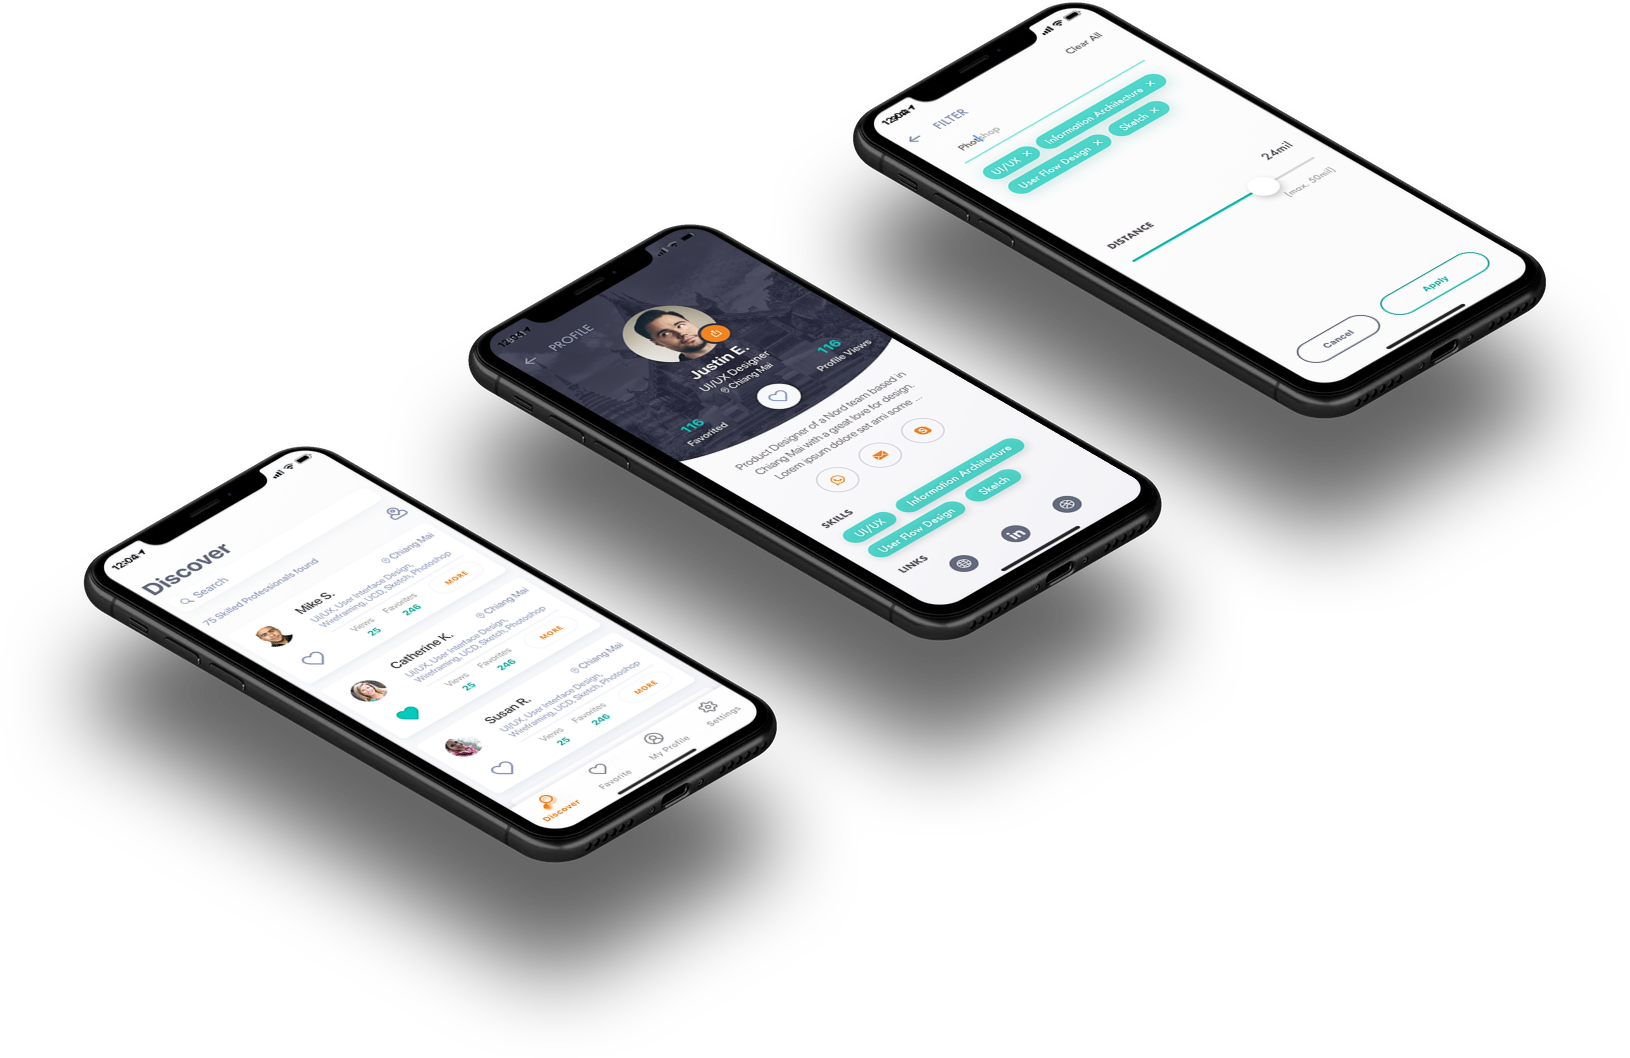 12:04
Discover
Search
75 Skilled Professionals found
Mike S.
Chiang Mai
UI/UX, User Interface Design,
Wireframing, UCD, Sketch, Photoshop
Views
Favorites
25
246
MORE
Catherine K.
Chiang Mai
UI/UX, User Interface Design,
Wireframing, UCD, Sketch, Photoshop
Views
Favorites
25
246
MORE
Susan R.
Chiang Mai
UI/UX, User Interface Design,
Wireframing, UCD, Sketch, Photoshop
Views
Favorites
25
246
MORE
Discover
Favorite
My Profile
Settings
PROFILE
Justin E.
UI/UX Designer
Chiang Mai
116
Favorited
116
Profile Views
Product Designer of a Nord team based in
Chiang Mai with a great love for design.
Lorem ipsum dolore set ami some ...
SKILLS
UI/UX
Information Architecture
User Flow Design
Sketch
LINKS
in
Clear All
FILTER
Photoshop
UI/UX ×
Information Architecture ×
User Flow Design ×
Sketch ×
DISTANCE
24mil
(max. 50mil)
Cancel
Apply